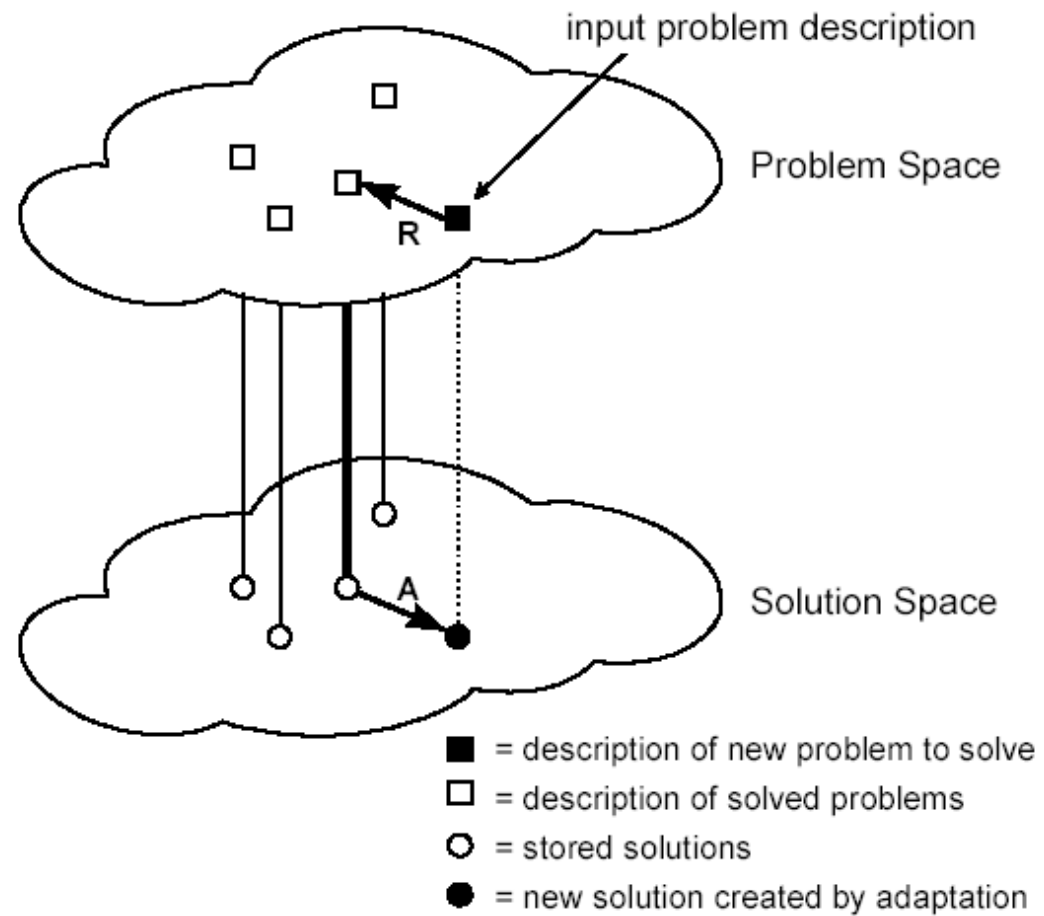 input problem description
Problem Space
R
A
Solution Space
= description of new problem to solve
= description of solved problems
= stored solutions
= new solution created by adaptation